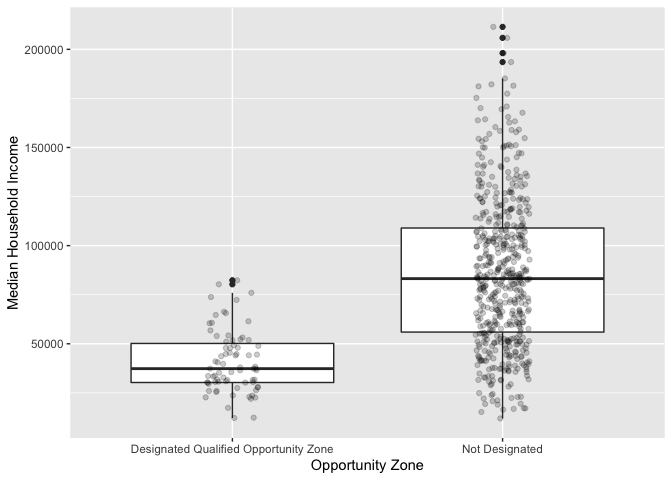 200000
150000
100000
50000
Median Household Income
Designated Qualified Opportunity Zone
Not Designated
Opportunity Zone